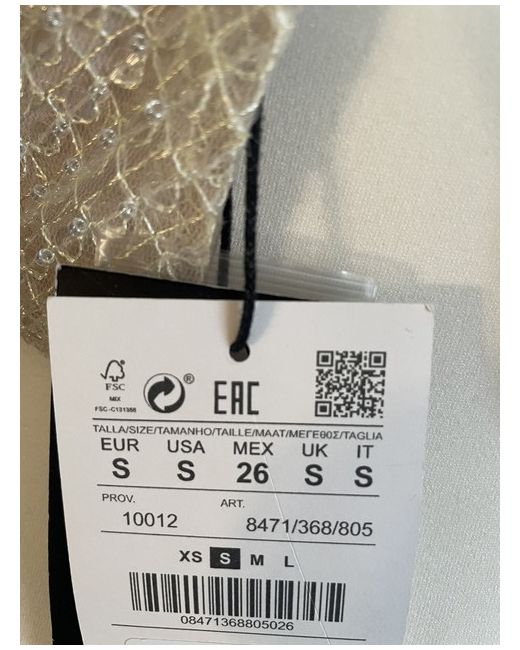 FSC
MIX
FSC-C131386
®
EAC
TALLA/SIZE/TAMANHO/TAILLE/MAAT/ΜΕΓΕΘΟΣ/TAGLIA
EUR USA MEX UK IT
S S 26 S S
PROV. ART.
10012 8471/368/805
XS S M L
08471368805026